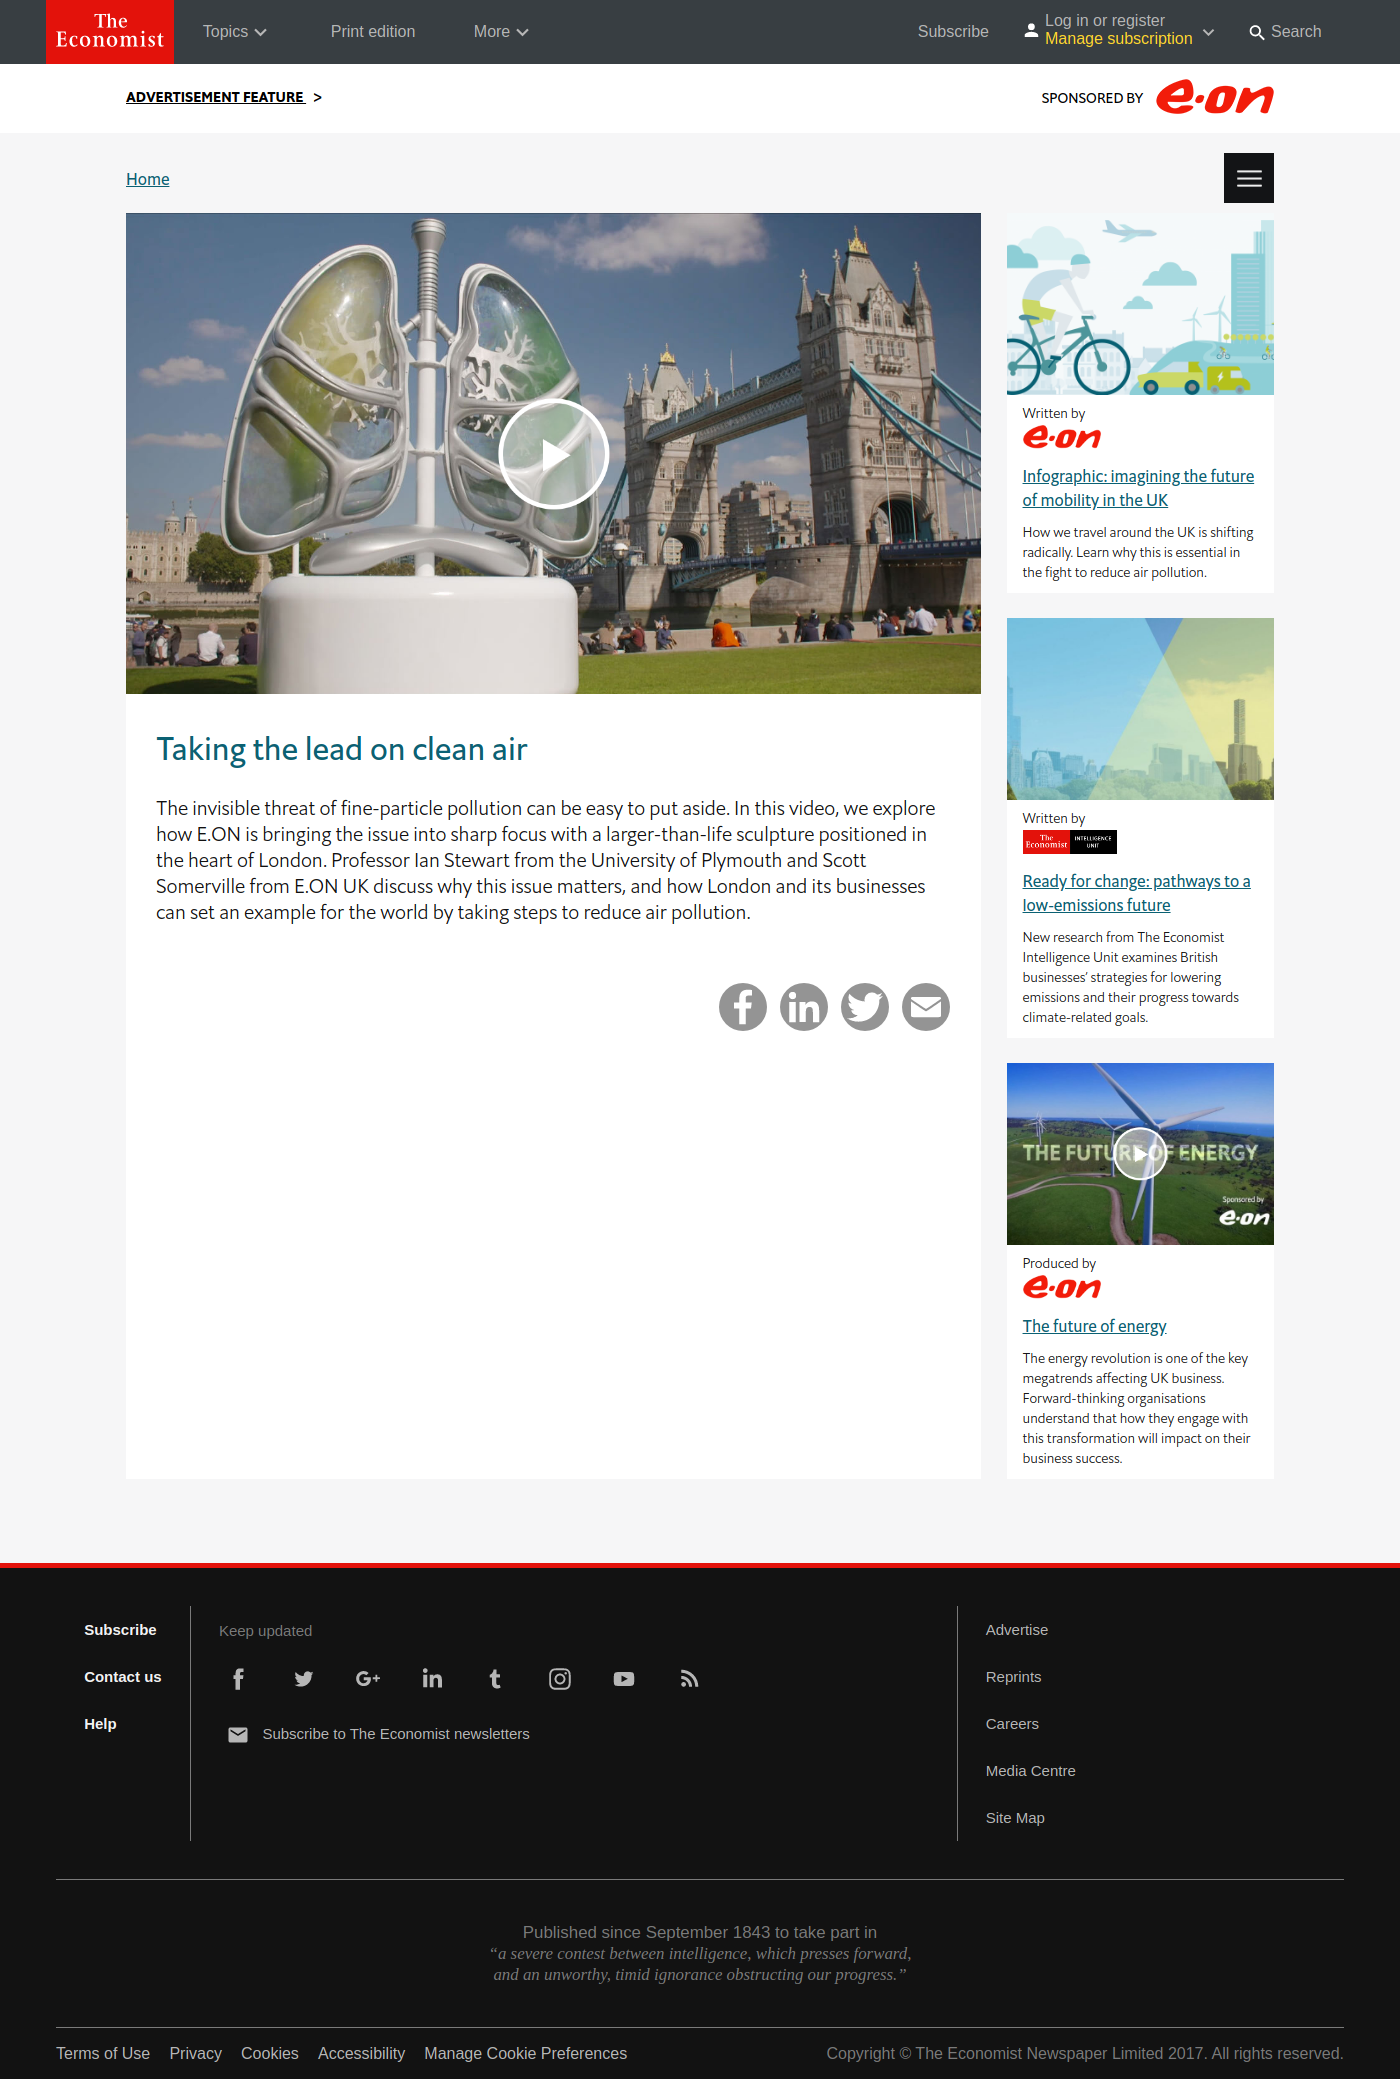 The
Economist
Topics
Print edition
More
Subscribe
Log in or register
Manage subscription
Search
ADVERTISEMENT FEATURE >
SPONSORED BY
e·on
Home
Written by
e·on
Infographic: imagining the future
of mobility in the UK
How we travel around the UK is shifting
radically. Learn why this is essential in
the fight to reduce air pollution.
Taking the lead on clean air
The invisible threat of fine-particle pollution can be easy to put aside. In this video, we explore
how E.ON is bringing the issue into sharp focus with a larger-than-life sculpture positioned in
the heart of London. Professor Ian Stewart from the University of Plymouth and Scott
Somerville from E.ON UK discuss why this issue matters, and how London and its businesses
can set an example for the world by taking steps to reduce air pollution.
Written by
The
Economist
INTELLIGENCE
UNIT
Ready for change: pathways to a
low-emissions future
New research from The Economist
Intelligence Unit examines British
businesses’ strategies for lowering
emissions and their progress towards
climate-related goals.
THE FUTURE OF ENERGY
Sponsored by
e·on
Produced by
e·on
The future of energy
The energy revolution is one of the key
megatrends affecting UK business.
Forward-thinking organisations
understand that how they engage with
this transformation will impact on their
business success.
Subscribe
Contact us
Help
Keep updated
Subscribe to The Economist newsletters
Advertise
Reprints
Careers
Media Centre
Site Map
Published since September 1843 to take part in
“a severe contest between intelligence, which presses forward,
and an unworthy, timid ignorance obstructing our progress.”
Terms of Use
Privacy
Cookies
Accessibility
Manage Cookie Preferences
Copyright © The Economist Newspaper Limited 2017. All rights reserved.